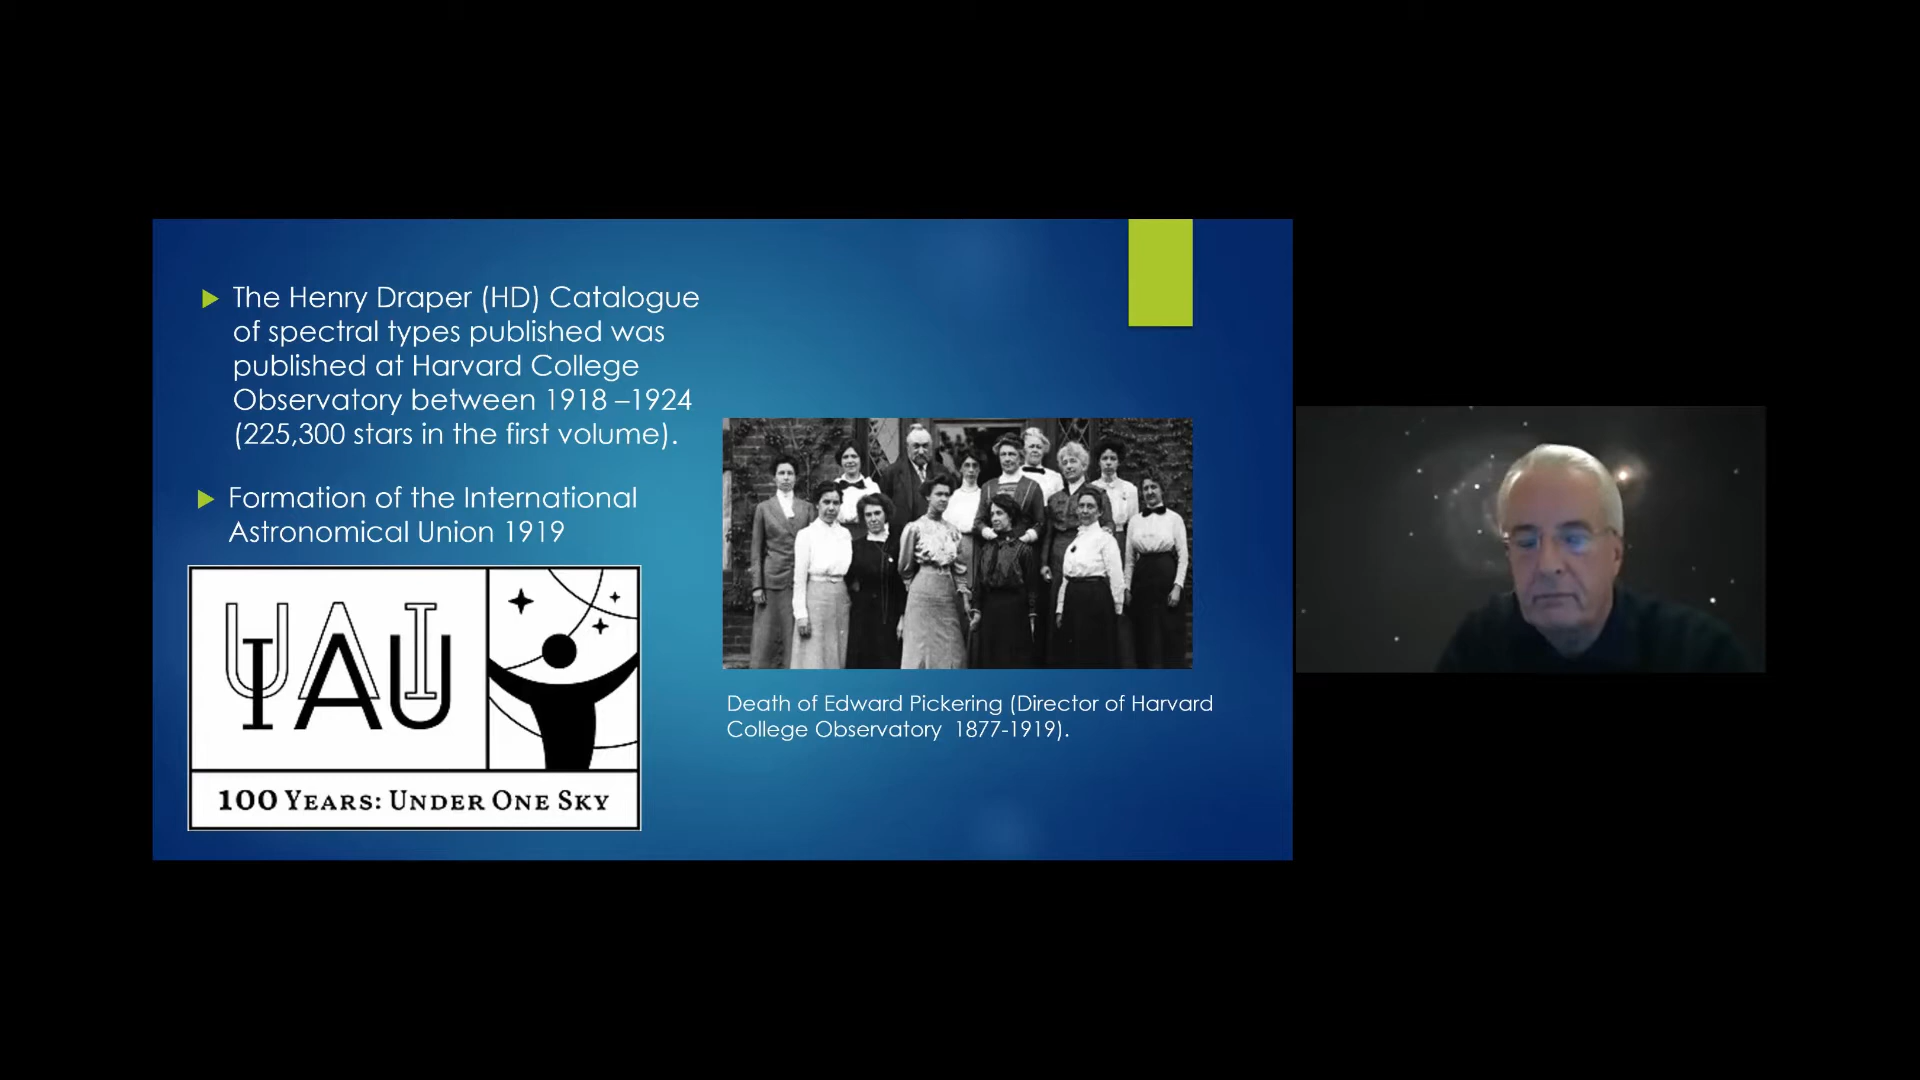 The Henry Draper (HD) Catalogue
of spectral types published was
published at Harvard College
Observatory between 1918 –1924
(225,300 stars in the first volume).
Formation of the International
Astronomical Union 1919
UAI
IAU
100 YEARS: UNDER ONE SKY
Death of Edward Pickering (Director of Harvard
College Observatory 1877-1919).